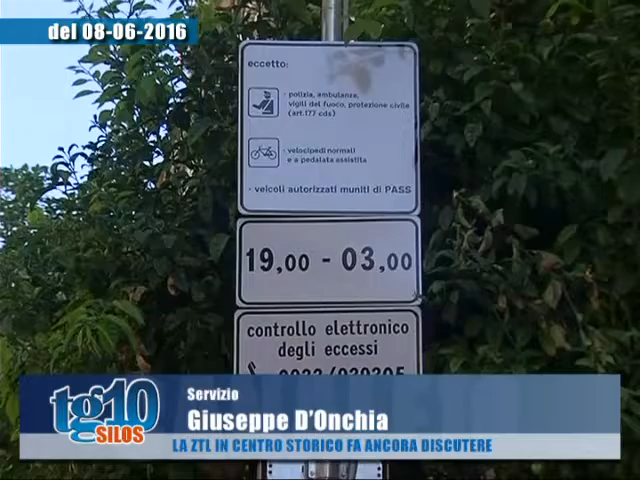 del 08-06-2016
eccetto:
· polizia, ambulanze,
vigili del fuoco, protezione civile
(art.177 cds)
· velocipedi normali
e a pedalata assistita
· veicoli autorizzati muniti di PASS
19,00 - 03,00
controllo elettronico
degli eccessi
tg10
SILOS
Servizio
Giuseppe D'Onchia
LA ZTL IN CENTRO STORICO FA ANCORA DISCUTERE